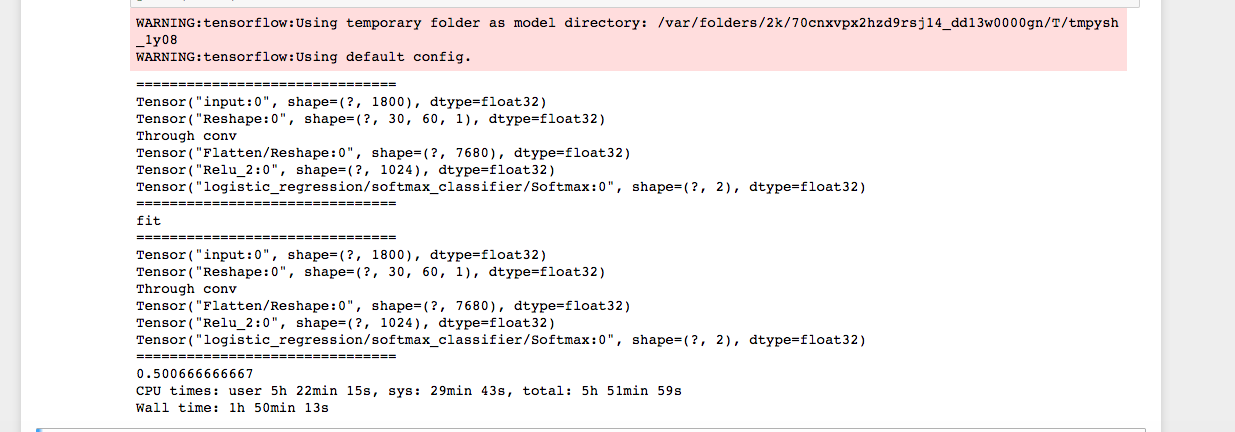 WARNING:tensorflow:Using temporary folder as model directory: /var/folders/2k/70cnxvpx2hzd9rsjl4_dd13w0000gn/T/tmpysh
_1y08
WARNING:tensorflow:Using default config.
===============================
Tensor("input:0", shape=(?, 1800), dtype=float32)
Tensor("Reshape:0", shape=(?, 30, 60, 1), dtype=float32)
Through conv
Tensor("Flatten/Reshape:0", shape=(?, 7680), dtype=float32)
Tensor("Relu_2:0", shape=(?, 1024), dtype=float32)
Tensor("logistic_regression/softmax_classifier/Softmax:0", shape=(?, 2), dtype=float32)
===============================
fit
===============================
Tensor("input:0", shape=(?, 1800), dtype=float32)
Tensor("Reshape:0", shape=(?, 30, 60, 1), dtype=float32)
Through conv
Tensor("Flatten/Reshape:0", shape=(?, 7680), dtype=float32)
Tensor("Relu_2:0", shape=(?, 1024), dtype=float32)
Tensor("logistic_regression/softmax_classifier/Softmax:0", shape=(?, 2), dtype=float32)
===============================
0.500666666667
CPU times: user 5h 22min 15s, sys: 29min 43s, total: 5h 51min 59s
Wall time: 1h 50min 13s